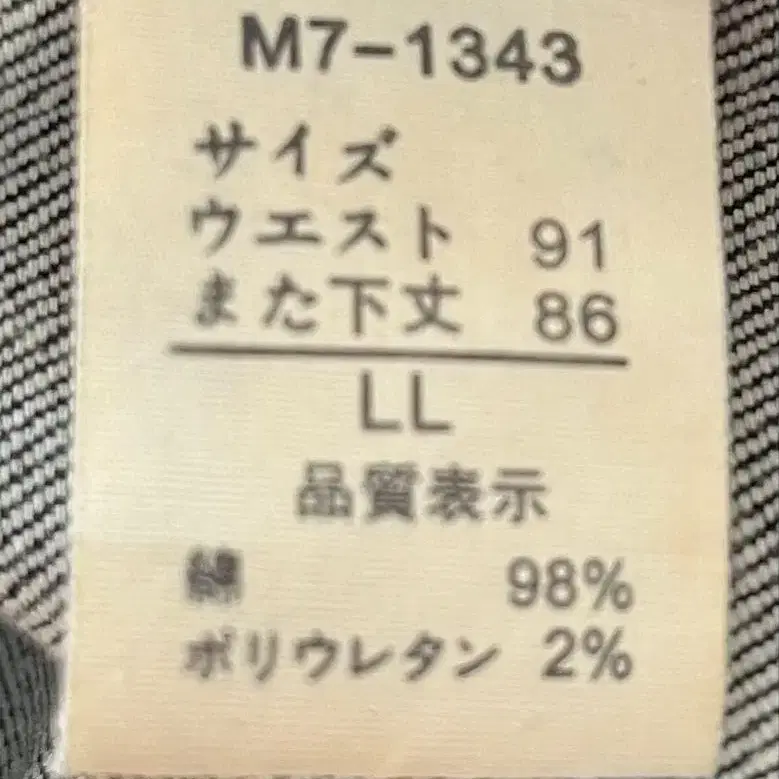 M7-1343
サイズ
ウエスト 91
また下丈 86
LL
品質表示
綿 98%
ポリウレタン 2%